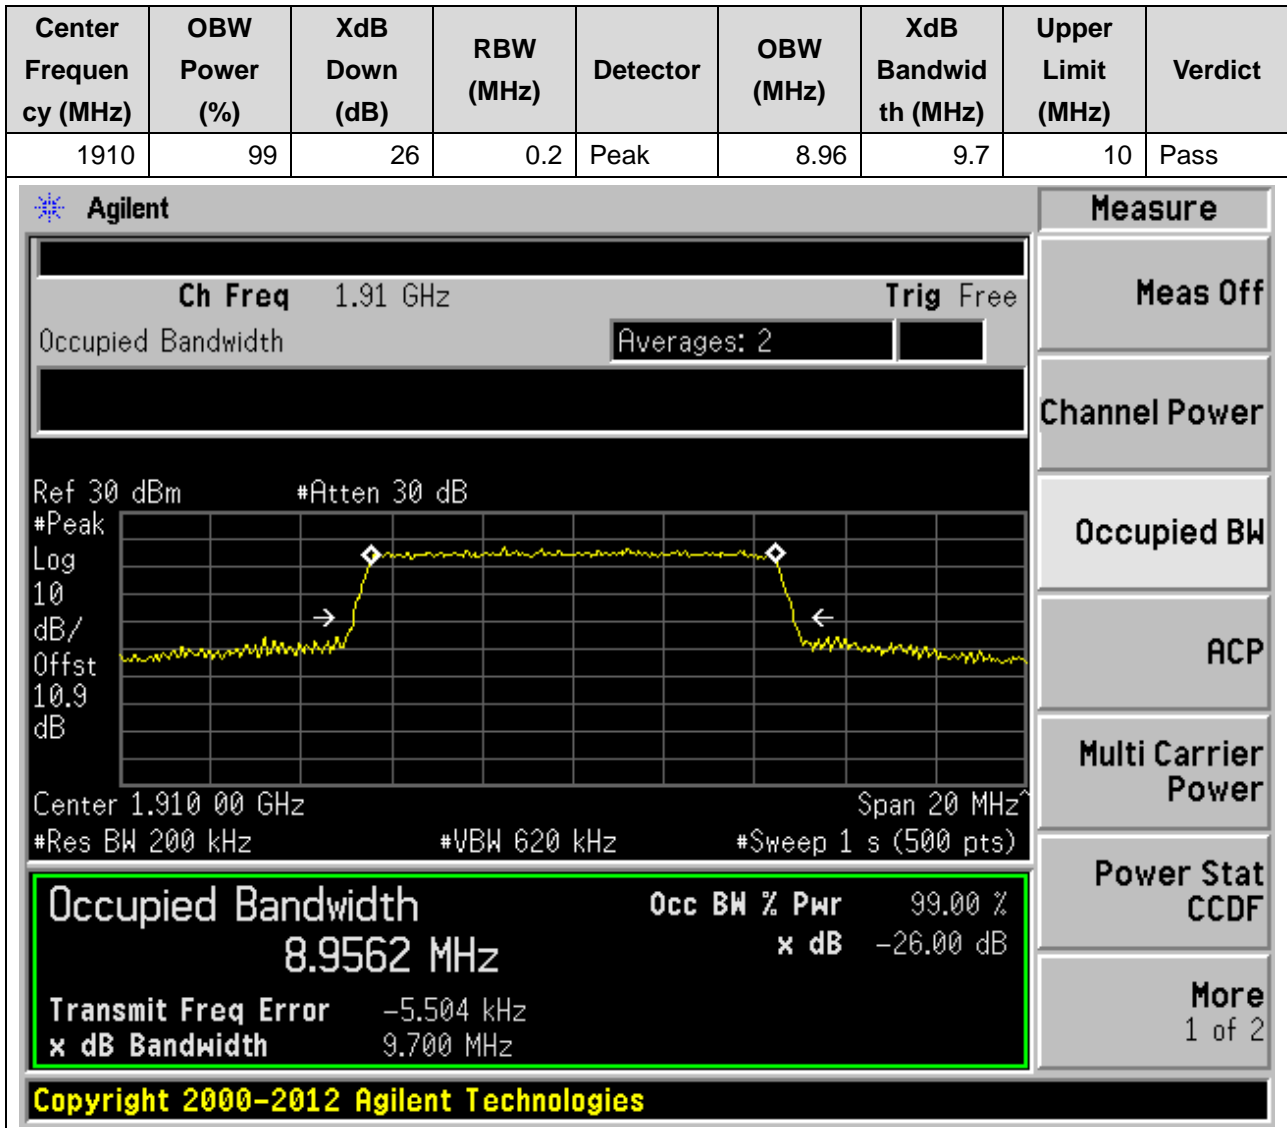 Center Frequen cy (MHz) OBW Power (%) XdB Down (dB) RBW (MHz) Detector OBW (MHz) XdB Bandwid th (MHz) Upper Limit (MHz) Verdict
1910 99 26 0.2 Peak 8.96 9.7 10 Pass
Agilent
Measure
Ch Freq 1.91 GHz Trig Free
Meas Off
Occupied Bandwidth Averages: 2
Channel Power
Ref 30 dBm #Atten 30 dB
#Peak
Log
10
dB/
Offst
10.9
dB
Occupied BW
ACP
Multi Carrier
Power
Center 1.910 00 GHz Span 20 MHz^
#Res BW 200 kHz #VBW 620 kHz #Sweep 1 s (500 pts)
Power Stat
CCDF
Occupied Bandwidth Occ BW % Pwr 99.00 %
8.9562 MHz x dB -26.00 dB
Transmit Freq Error -5.504 kHz
x dB Bandwidth 9.700 MHz
More
1 of 2
Copyright 2000-2012 Agilent Technologies